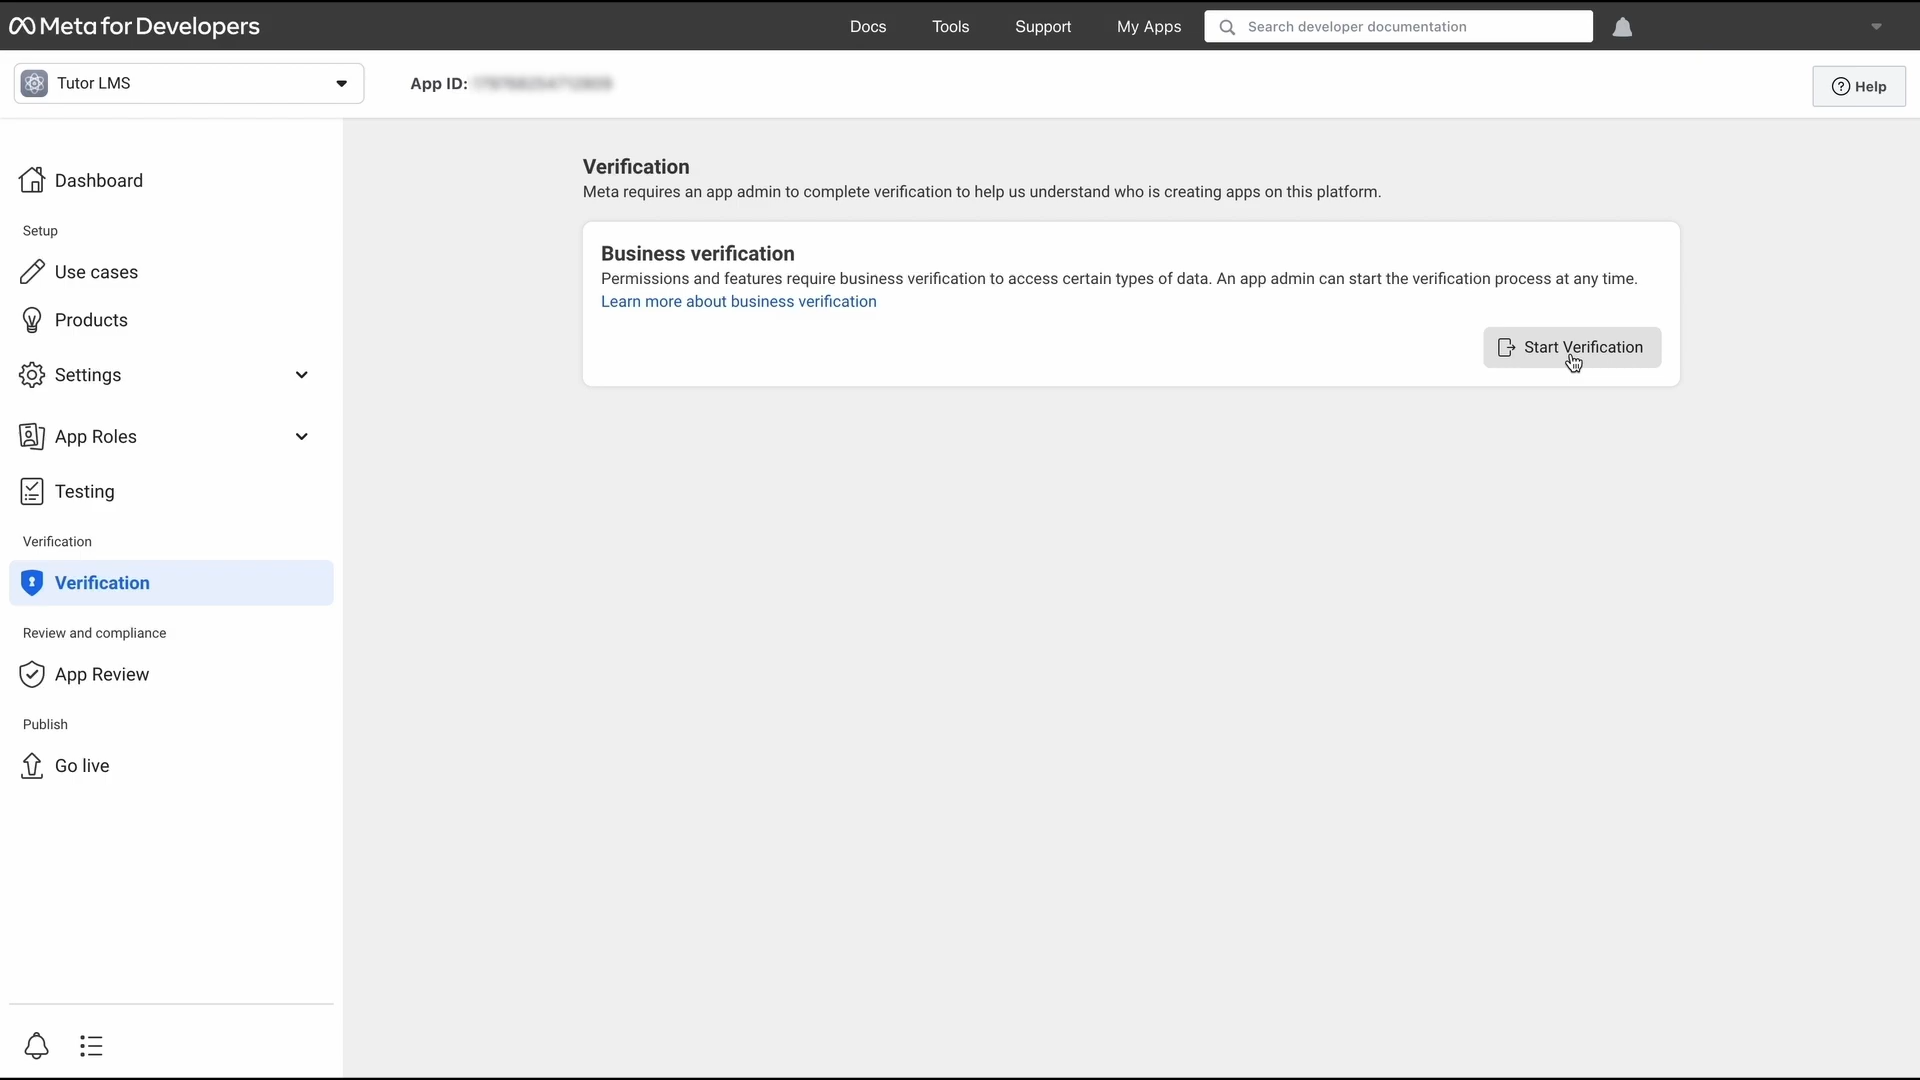 Meta for Developers
Docs
Tools
Support
My Apps
Search developer documentation
Tutor LMS
App ID:
Help
Dashboard
Setup
Use cases
Products
Settings
App Roles
Testing
Verification
Verification
Review and compliance
App Review
Publish
Go live
Verification
Meta requires an app admin to complete verification to help us understand who is creating apps on this platform.
Business verification
Permissions and features require business verification to access certain types of data. An app admin can start the verification process at any time.
Learn more about business verification
Start Verification